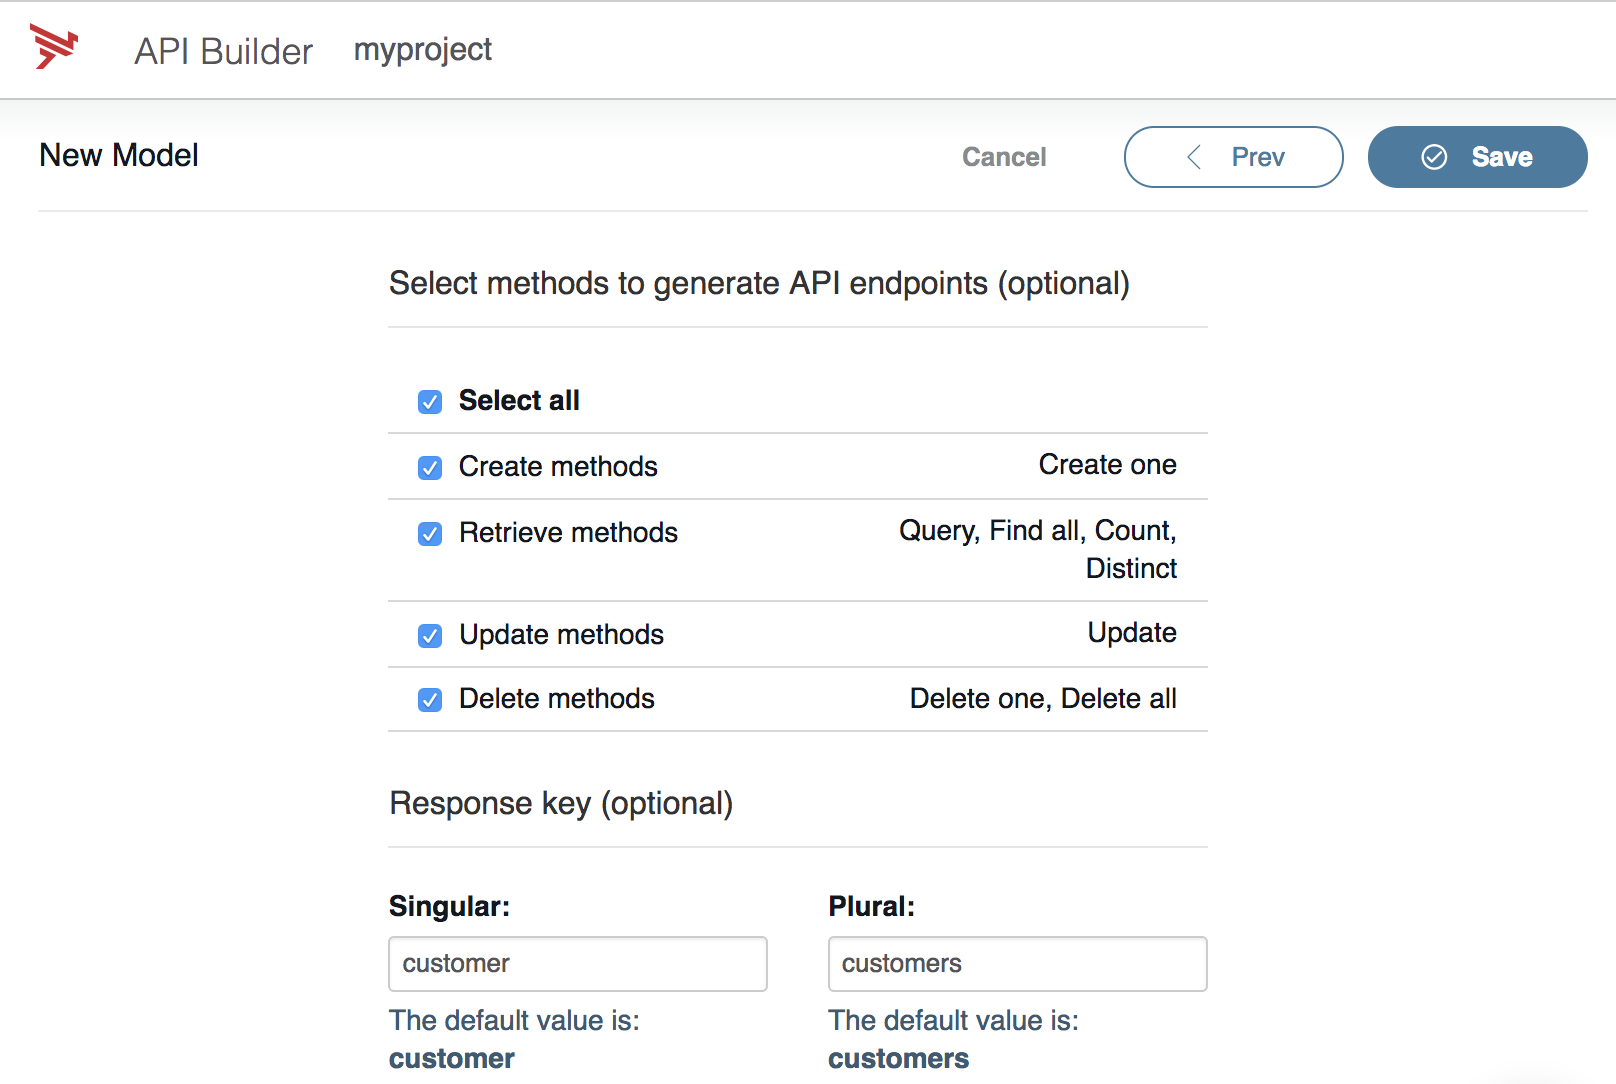 API Builder myproject
New Model
Cancel
Prev
Save
Select methods to generate API endpoints (optional)
Select all
Create methods
Create one
Retrieve methods
Query, Find all, Count,
Distinct
Update methods
Update
Delete methods
Delete one, Delete all
Response key (optional)
Singular:
customer
The default value is:
customer
Plural:
customers
The default value is:
customers